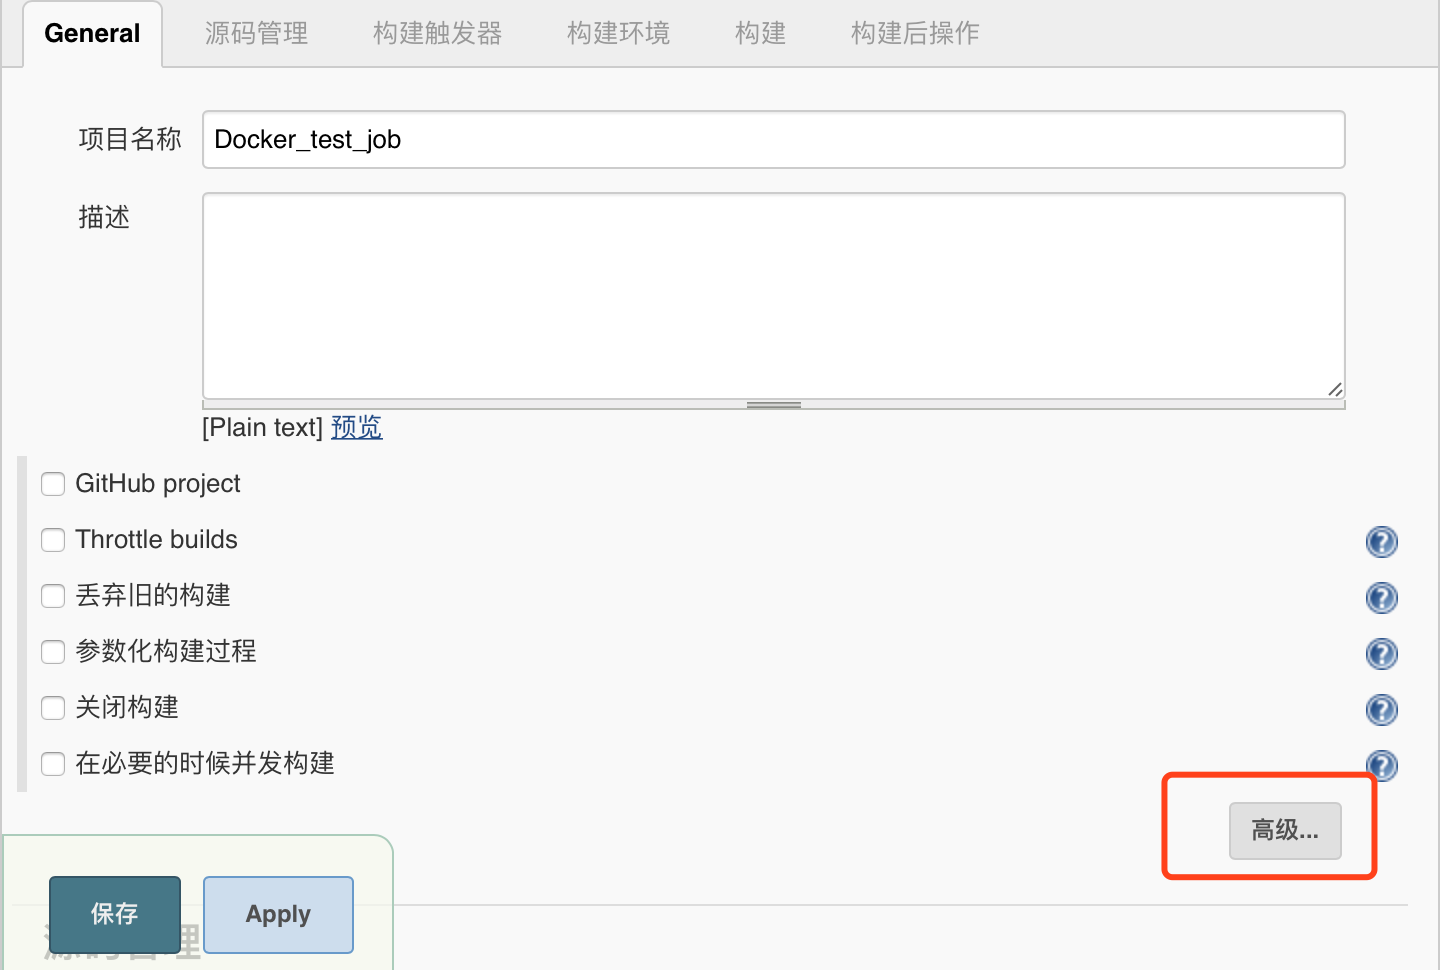 General 源码管理 构建触发器 构建环境 构建 构建后操作
项目名称 Docker_test_job
描述
[Plain text] 预览
GitHub project
Throttle builds
丢弃旧的构建
参数化构建过程
关闭构建
在必要的时候并发构建
高级...
保存 Apply
源码管理